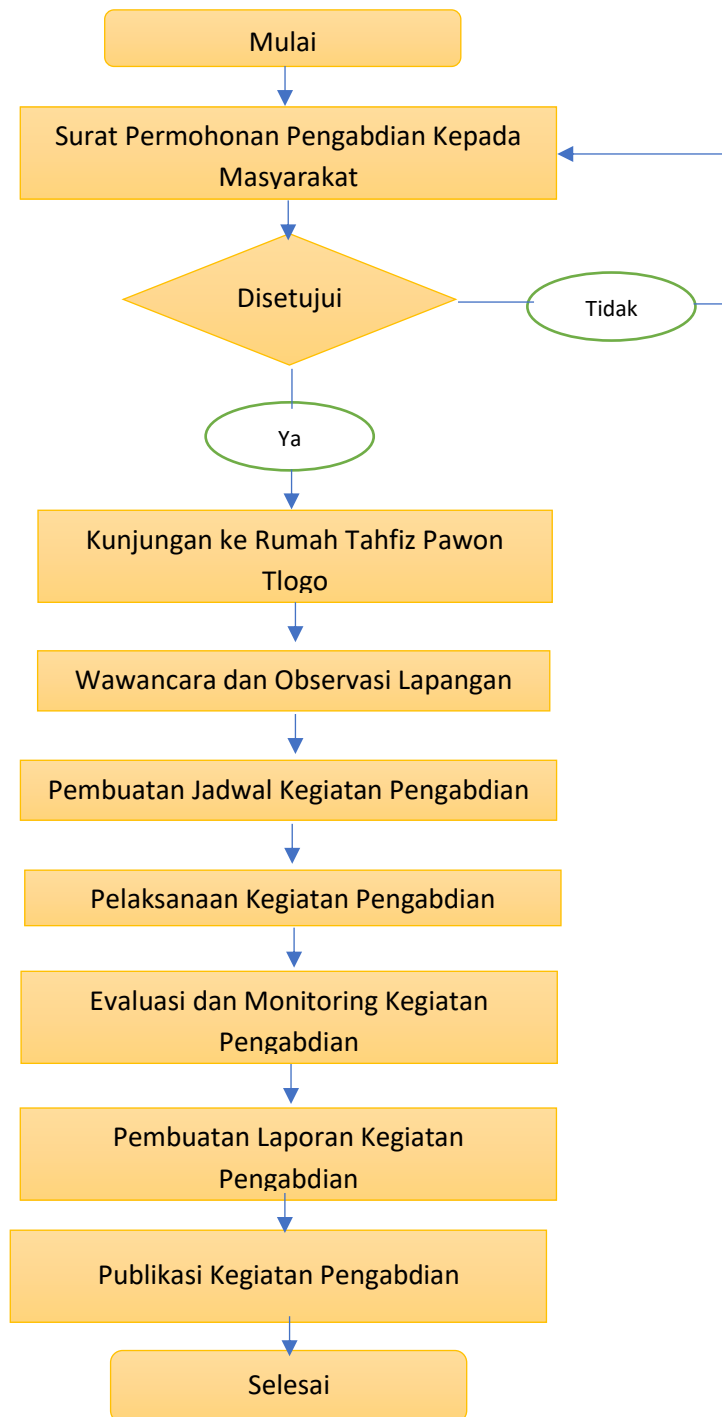 Mulai
Surat Permohonan Pengabdian Kepada
Masyarakat
Disetujui
Tidak
Ya
Kunjungan ke Rumah Tahfiz Pawon
Tlogo
Wawancara dan Observasi Lapangan
Pembuatan Jadwal Kegiatan Pengabdian
Pelaksanaan Kegiatan Pengabdian
Evaluasi dan Monitoring Kegiatan
Pengabdian
Pembuatan Laporan Kegiatan
Pengabdian
Publikasi Kegiatan Pengabdian
Selesai